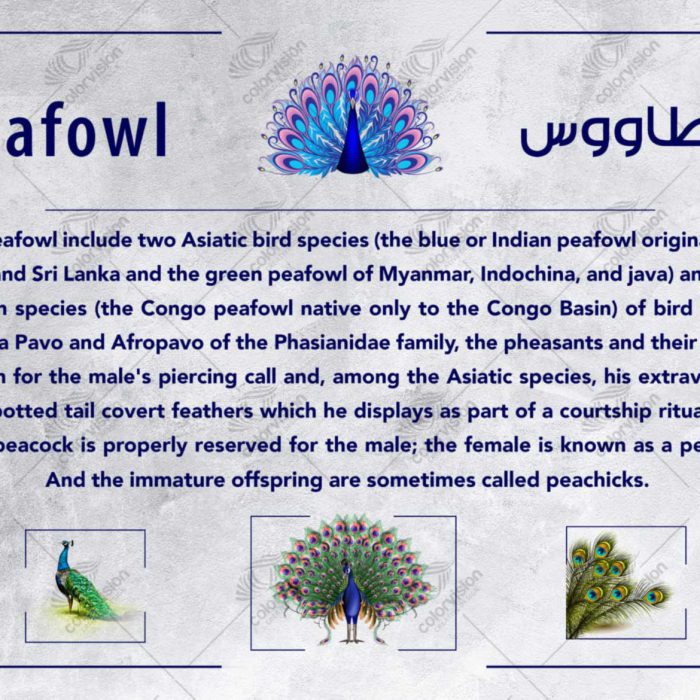 afowl
طاووس
eafowl include two Asiatic bird species (the blue or Indian peafowl origina
nd Sri Lanka and the green peafowl of Myanmar, Indochina, and java) an
n species (the Congo peafowl native only to the Congo Basin) of bird
a Pavo and Afropavo of the Phasianidae family, the pheasants and their
n for the male's piercing call and, among the Asiatic species, his extrav
potted tail covert feathers which he displays as part of a courtship ritua
peacock is properly reserved for the male; the female is known as a pe
And the immature offspring are sometimes called peachicks.
colorvision